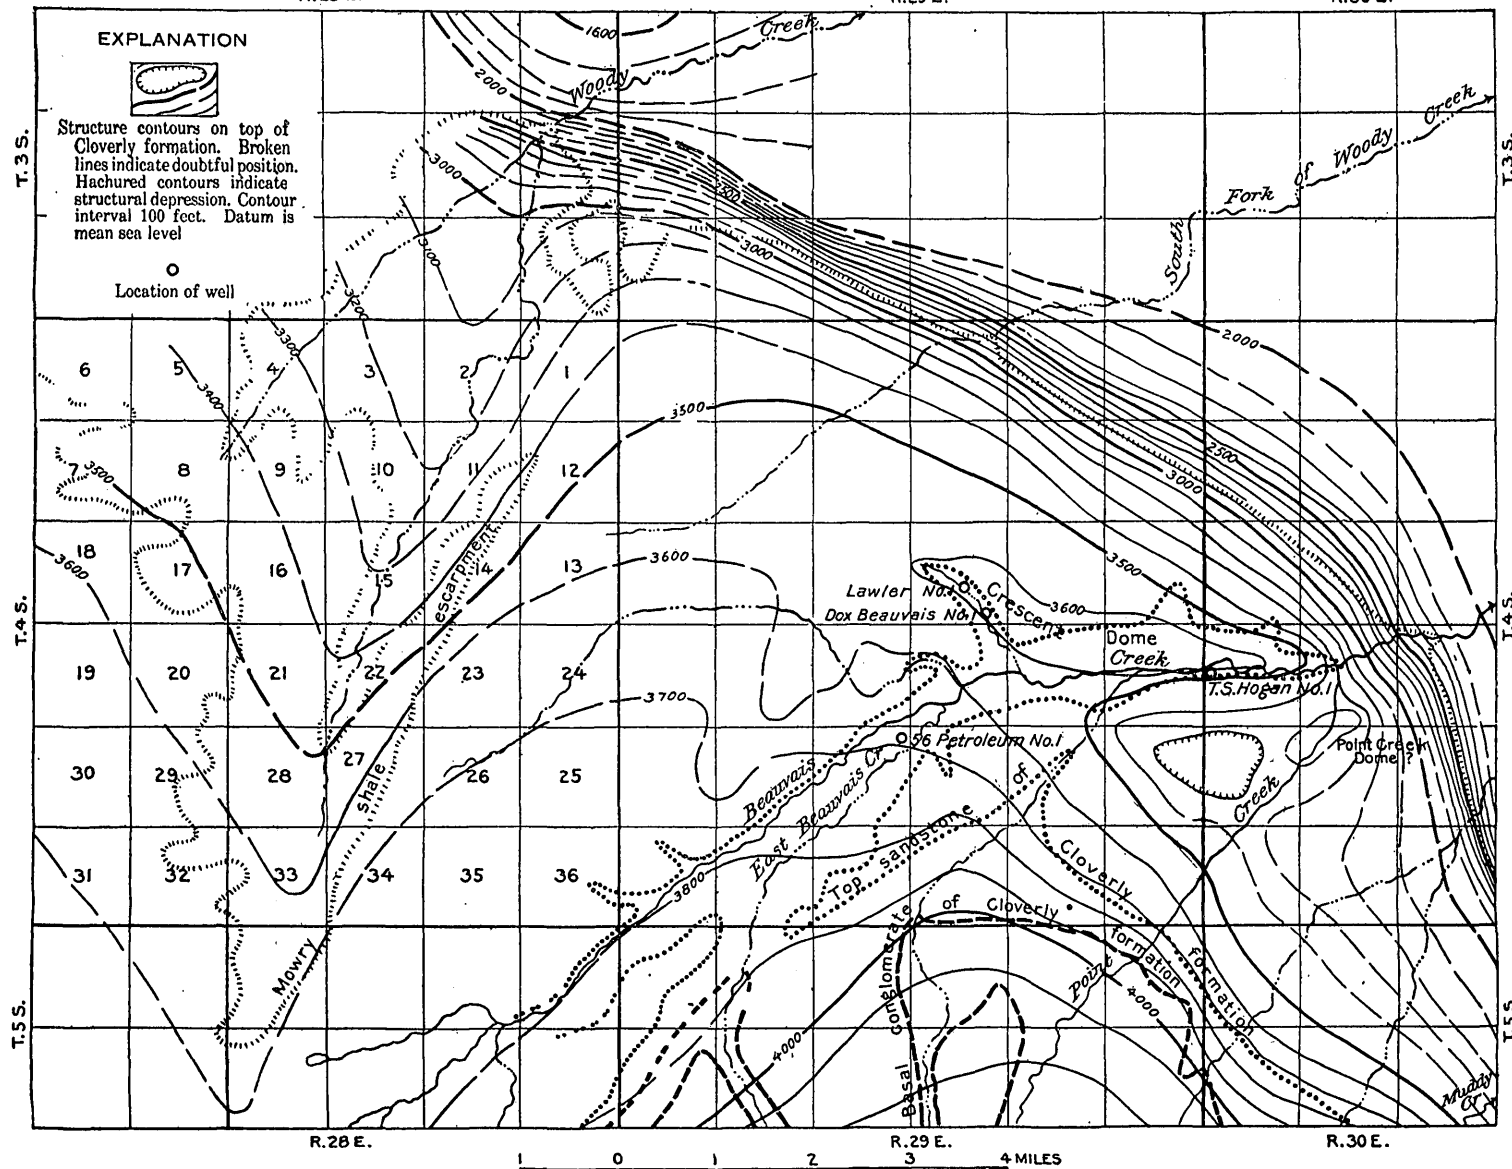 EXPLANATION
Structure contours on top of
Cloverly formation. Broken
lines indicate doubtful position.
Hachured contours indicate
structural depression. Contour
interval 100 feet. Datum is
mean sea level
Location of well
T.3 S.
T.4 S.
T.5 S.
T.3 S.
T.4 S.
1600
2000
Woody Creek
South Fork of Woody Creek
3000
2500
3100
3000
3200
3300
3400
2000
6 5 4 3 2 1
3500
7 8 9 10 11 12
3500
2500
3000
18 17 16 15 14 13
3600
3600
3500
escarpment
Lawler No.1
Crescent
3600
Dox Beauvais No.1
Dome
Creek
19 20 21 22 23 24
T.S. Hogan No.1
3700
56 Petroleum No.1
Point Creek
Dome ?
30 29 28 27 26 25
shale
Beauvais
East Beauvais Cr.
Creek
31 32 33 34 35 36
3800
Top sandstone of Cloverly formation
Mowry
Basal conglomerate of Cloverly formation
Point
4000
4000
Muddy
Cr.
R.28 E.
R.29 E.
R.30 E.
1 0 1 2 3 4 MILES